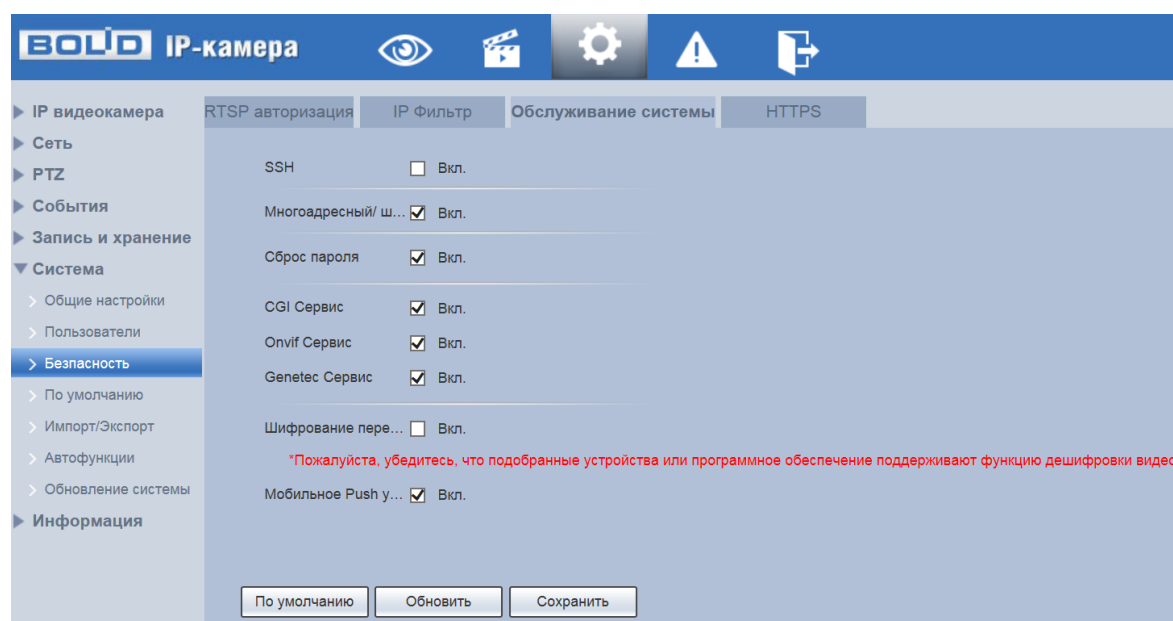 BOLID IP-камера
IP видеокамера
Сеть
PTZ
События
Запись и хранение
Система
Общие настройки
Пользователи
Безпасность
По умолчанию
Импорт/Экспорт
Автофункции
Обновление системы
Информация
RTSP авторизация IP Фильтр Обслуживание системы HTTPS
SSH Вкл.
Многоадресный/ ш... Вкл.
Сброс пароля Вкл.
CGI Сервис Вкл.
Onvif Сервис Вкл.
Genetec Сервис Вкл.
Шифрование пере... Вкл.
*Пожалуйста, убедитесь, что подобранные устройства или программное обеспечение поддерживают функцию дешифровки видео
Мобильное Push у... Вкл.
По умолчанию Обновить Сохранить